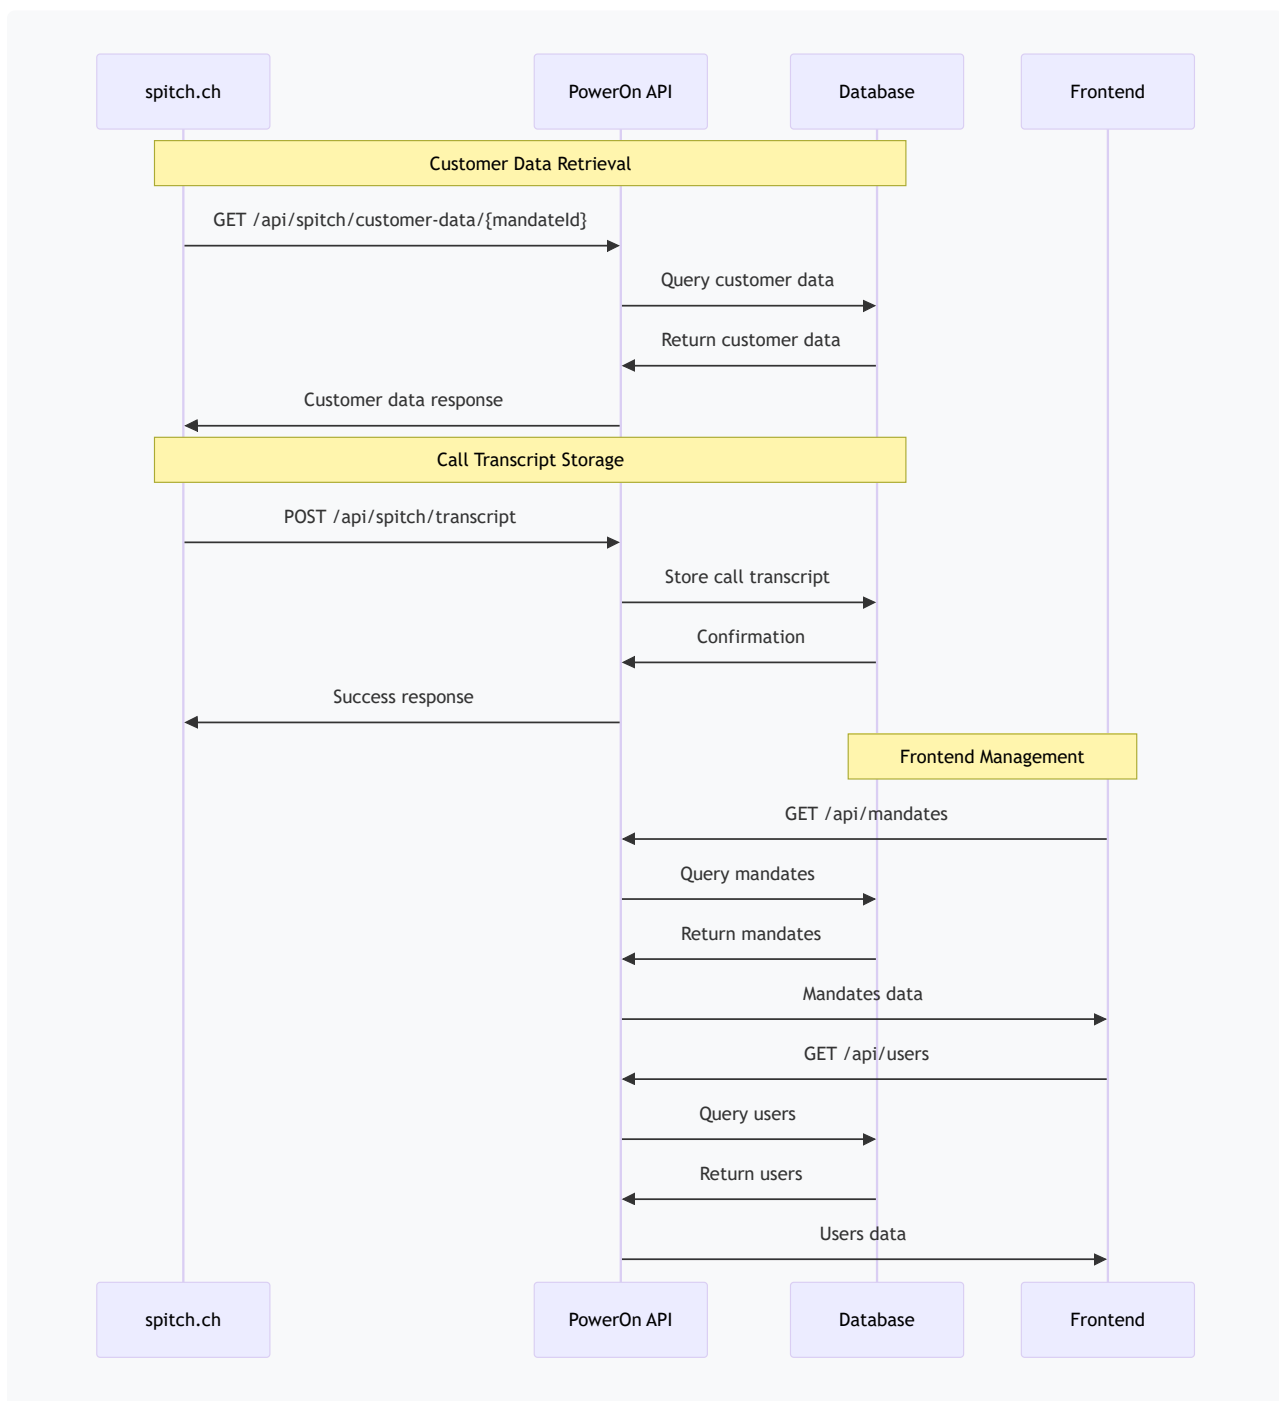 spitch.ch
PowerOn API
Database
Frontend
Customer Data Retrieval
GET /api/spitch/customer-data/{mandateId}
Query customer data
Return customer data
Customer data response
Call Transcript Storage
POST /api/spitch/transcript
Store call transcript
Confirmation
Success response
Frontend Management
GET /api/mandates
Query mandates
Return mandates
Mandates data
GET /api/users
Query users
Return users
Users data
spitch.ch
PowerOn API
Database
Frontend